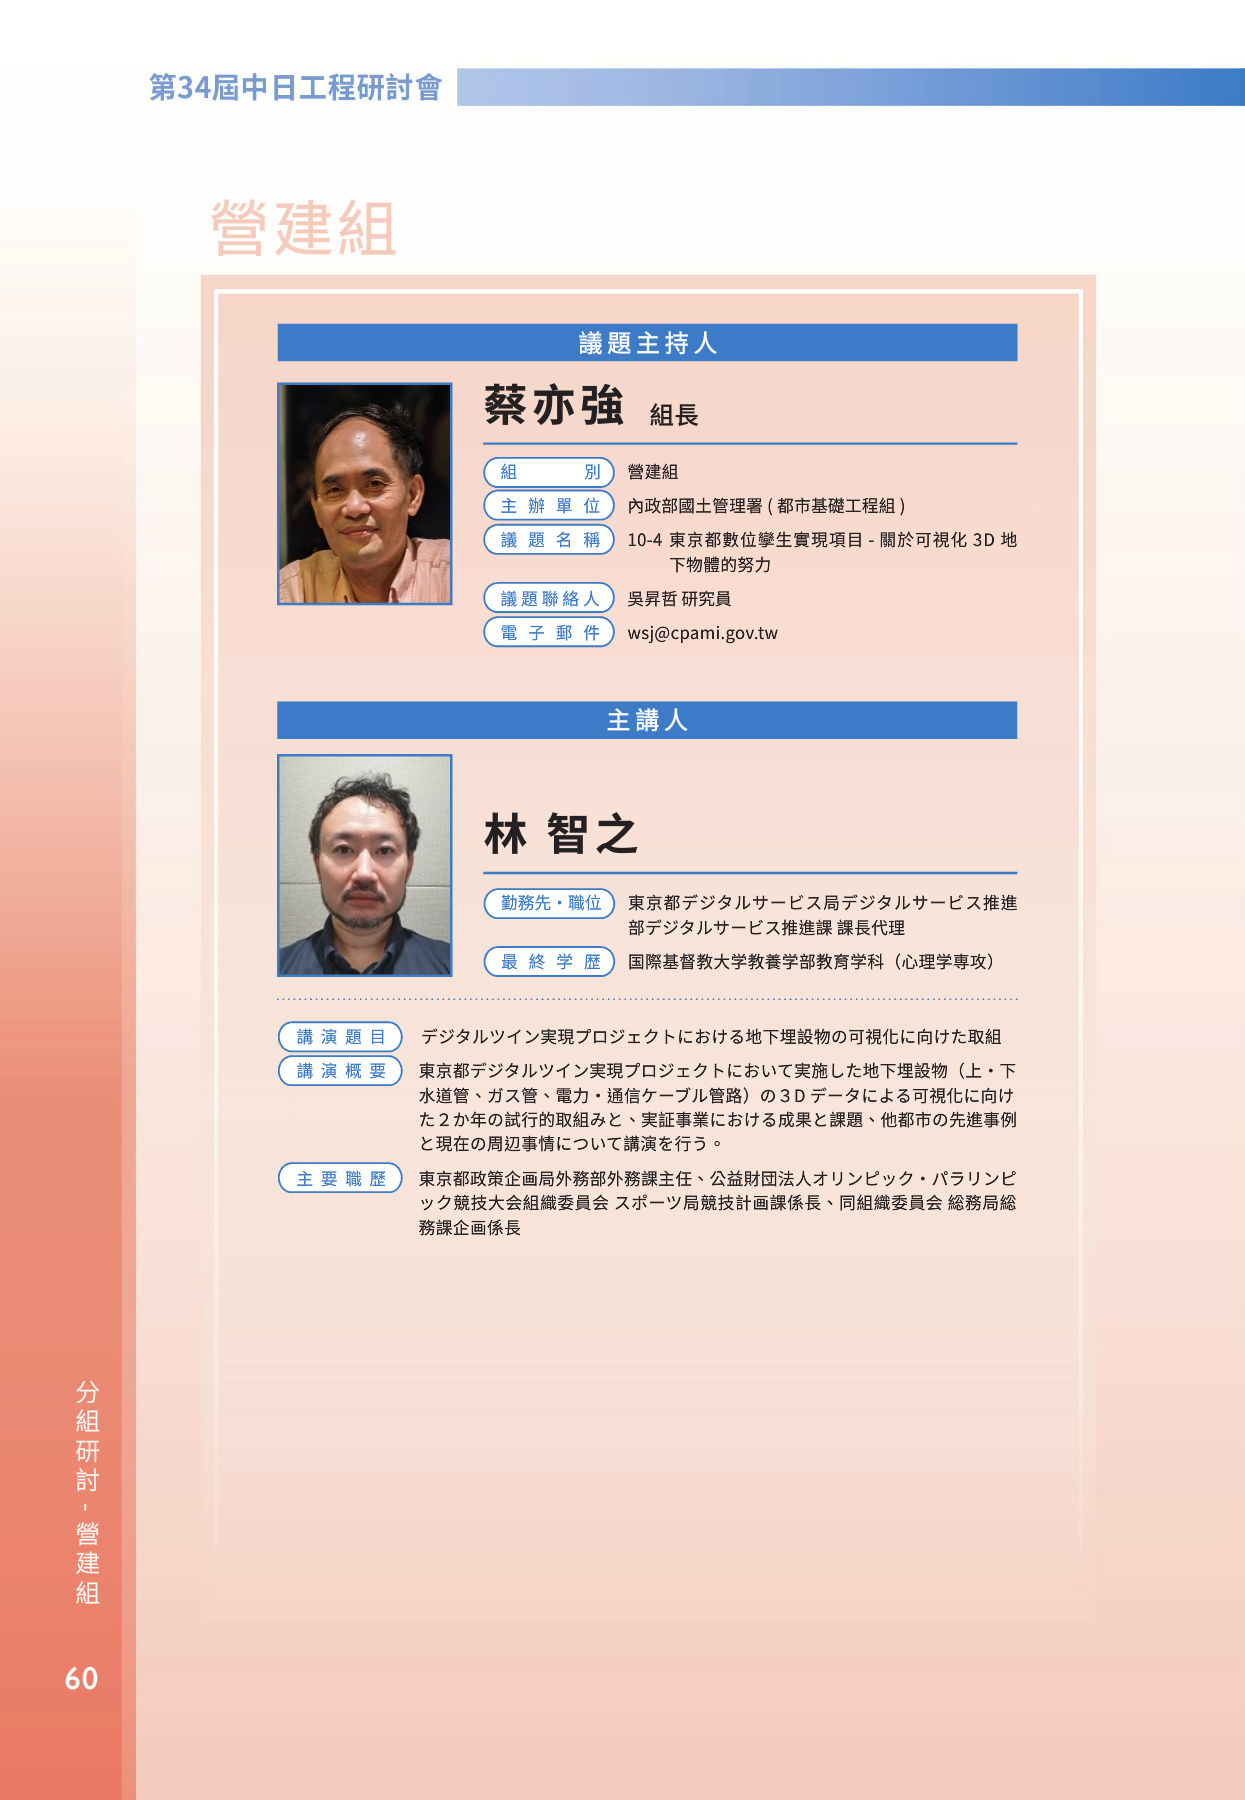 第34屆中日工程研討會
營建組
議題主持人
蔡亦強 組長
組別 營建組
主辦單位 內政部國土管理署 ( 都市基礎工程組 )
議題名稱 10-4 東京都數位孿生實現項目 - 關於可視化 3D 地
下物體的努力
議題聯絡人 吳昇哲 研究員
電子郵件 wsj@cpami.gov.tw
主講人
林 智之
勤務先・職位 東京都デジタルサービス局デジタルサービス推進
部デジタルサービス推進課 課長代理
最終学歴 国際基督教大学教養学部教育学科（心理学専攻）
講演題目 デジタルツイン実現プロジェクトにおける地下埋設物の可視化に向けた取組
講演概要 東京都デジタルツイン実現プロジェクトにおいて実施した地下埋設物（上・下
水道管、ガス管、電力・通信ケーブル管路）の３D データによる可視化に向け
た２か年の試行的取組みと、実証事業における成果と課題、他都市の先進事例
と現在の周辺事情について講演を行う。
主要職歷 東京都政策企画局外務部外務課主任、公益財団法人オリンピック・パラリンピ
ック競技大会組織委員会 スポーツ局競技計画課係長、同組織委員会 総務局総
務課企画係長
分組研討-營建組
60